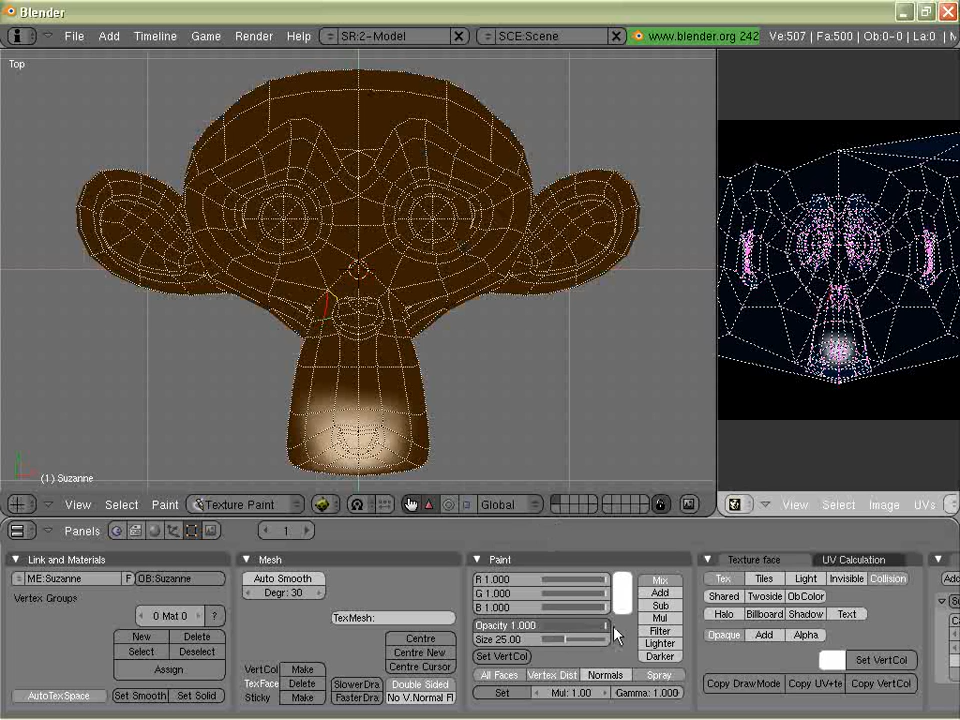 Blender
File Add Timeline Game Render Help SR:2-Model SCE:Scene www.blender.org 242 Ve:507 | Fa:500 | Ob:0-0 | La:0 | M
Top
(1) Suzanne
View Select Paint Texture Paint Global View Select Image UVs
Panels 1
Link and Materials
ME:Suzanne F OB:Suzanne
Vertex Groups
0 Mat 0 ?
New Delete
Select Deselect
Assign
AutoTexSpace Set Smooth Set Solid
Mesh
Auto Smooth
Degr: 30
TexMesh:
Centre
Centre New
Centre Cursor
VertCol Make
TexFace Delete SlowerDra Double Sided
Sticky Make FasterDra No V.Normal Fl
Paint
R 1.000
G 1.000
B 1.000
Opacity 1.000
Size 25.00
Mix
Add
Sub
Mul
Filter
Lighter
Darker
Set VertCol
All Faces Vertex Dist Normals Spray
Set Mul: 1.00 Gamma: 1.000
Texture face UV Calculation
Tex Tiles Light Invisible Collision
Shared Twoside ObColor
Halo Billboard Shadow Text
Opaque Add Alpha
Set VertCol
Copy DrawMode Copy UV+te Copy VertCol